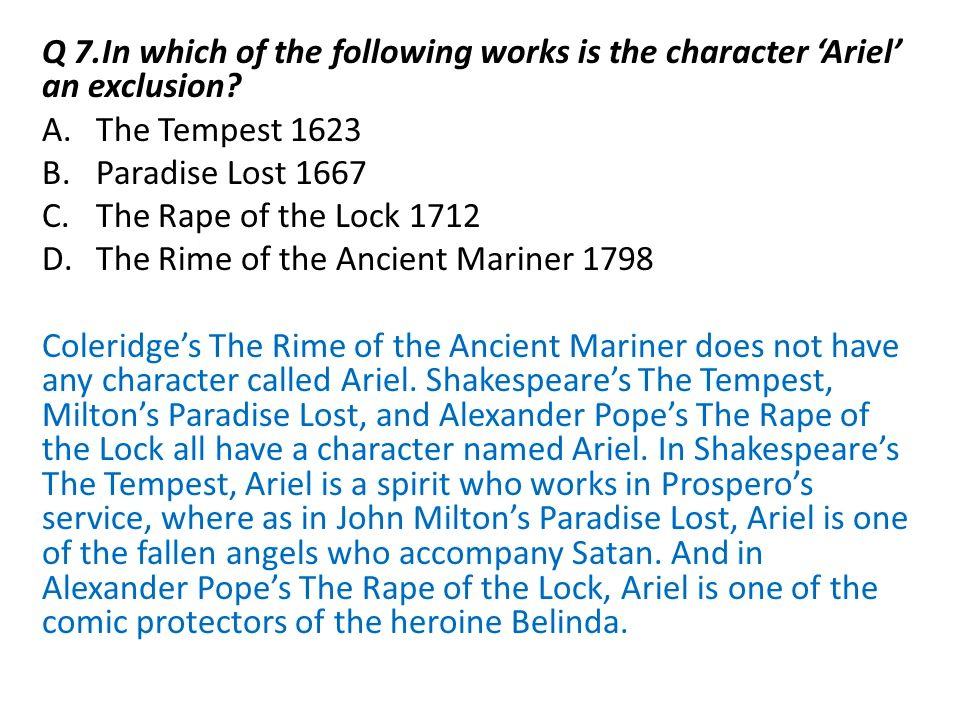 Q 7.In which of the following works is the character ‘Ariel’
an exclusion?
A. The Tempest 1623
B. Paradise Lost 1667
C. The Rape of the Lock 1712
D. The Rime of the Ancient Mariner 1798
Coleridge’s The Rime of the Ancient Mariner does not have
any character called Ariel. Shakespeare’s The Tempest,
Milton’s Paradise Lost, and Alexander Pope’s The Rape of
the Lock all have a character named Ariel. In Shakespeare’s
The Tempest, Ariel is a spirit who works in Prospero’s
service, where as in John Milton’s Paradise Lost, Ariel is one
of the fallen angels who accompany Satan. And in
Alexander Pope’s The Rape of the Lock, Ariel is one of the
comic protectors of the heroine Belinda.